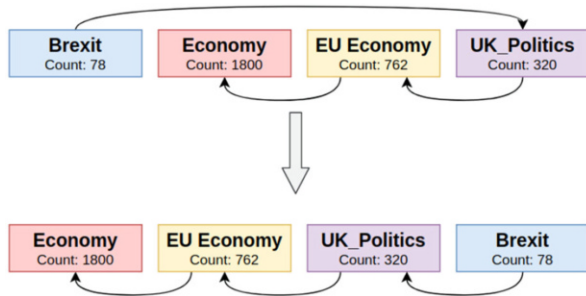 Brexit
Count: 78
Economy
Count: 1800
EU Economy
Count: 762
UK_Politics
Count: 320
Economy
Count: 1800
EU Economy
Count: 762
UK_Politics
Count: 320
Brexit
Count: 78